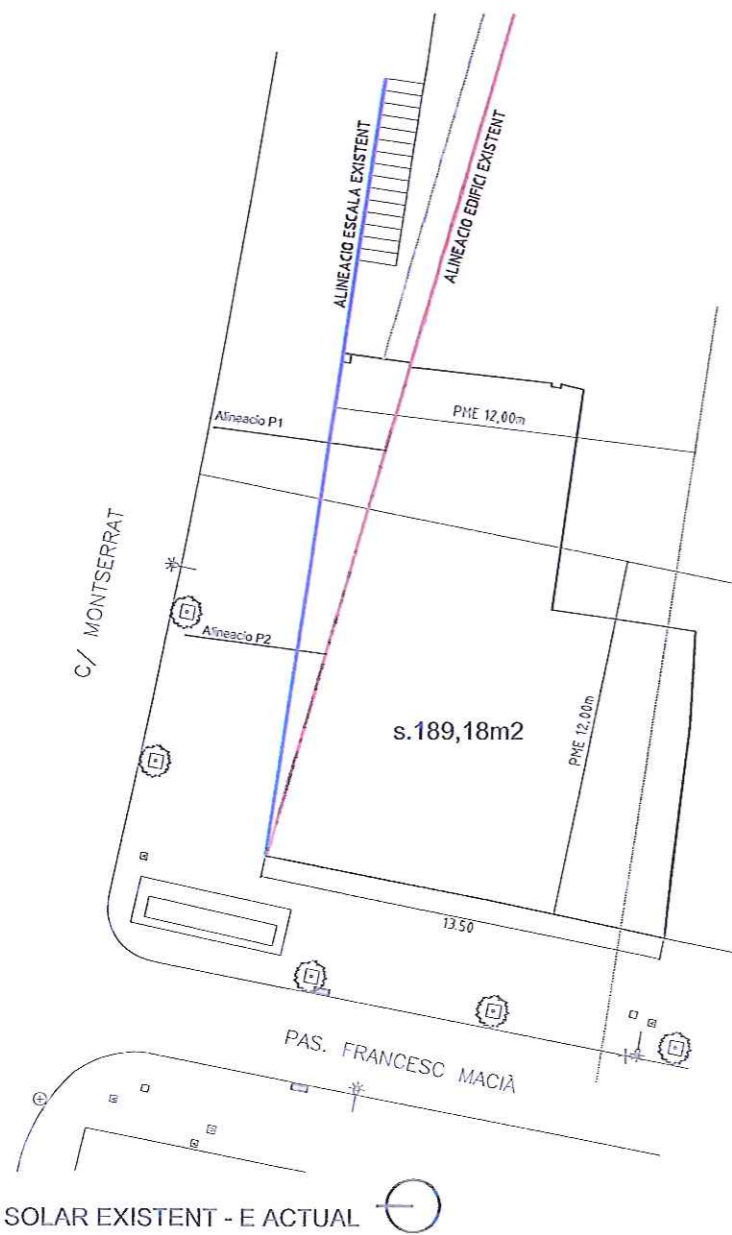 ALINEACIO ESCALA EXISTENT
ALINEACIO EDIFICI EXISTENT
PME 12,00m
Alineacio P1
C/ MONTSERRAT
Alineacio P2
s.189,18m2
PME 12.00m
13.50
PAS. FRANCESC MACIÀ
SOLAR EXISTENT - E ACTUAL